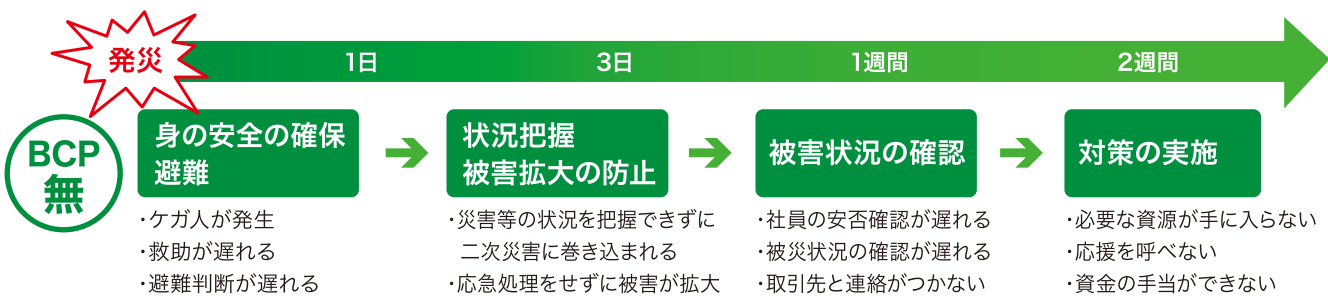 発災
1日
3日
1週間
2週間
BCP
無
身の安全の確保
避難
・ケガ人が発生
・救助が遅れる
・避難判断が遅れる
状況把握
被害拡大の防止
・災害等の状況を把握できずに
二次災害に巻き込まれる
・応急処理をせずに被害が拡大
被害状況の確認
・社員の安否確認が遅れる
・被災状況の確認が遅れる
・取引先と連絡がつかない
対策の実施
・必要な資源が手に入らない
・応援を呼べない
・資金の手当ができない